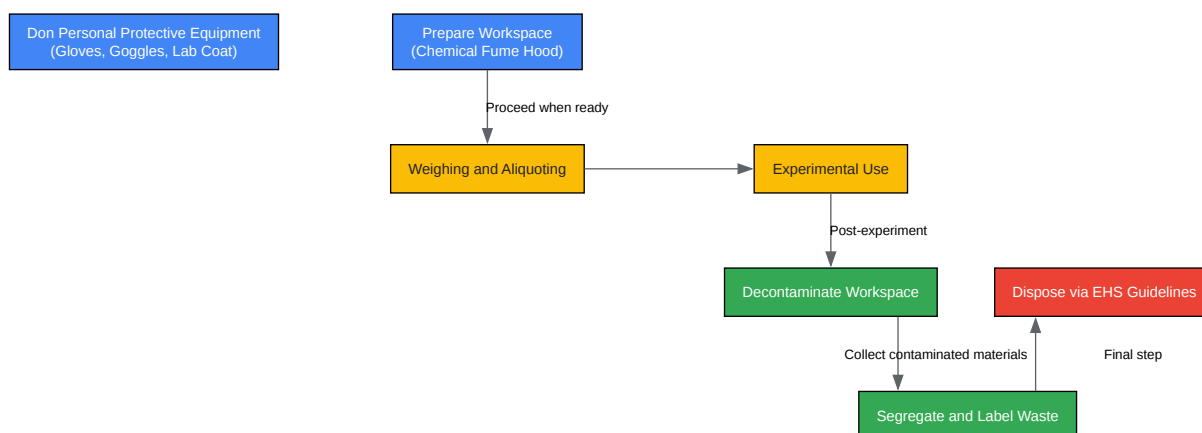 Don Personal Protective Equipment
(Gloves, Goggles, Lab Coat)
Prepare Workspace
(Chemical Fume Hood)
Proceed when ready
Weighing and Aliquoting
Experimental Use
Post-experiment
Decontaminate Workspace
Dispose via EHS Guidelines
Collect contaminated materials
Final step
Segregate and Label Waste